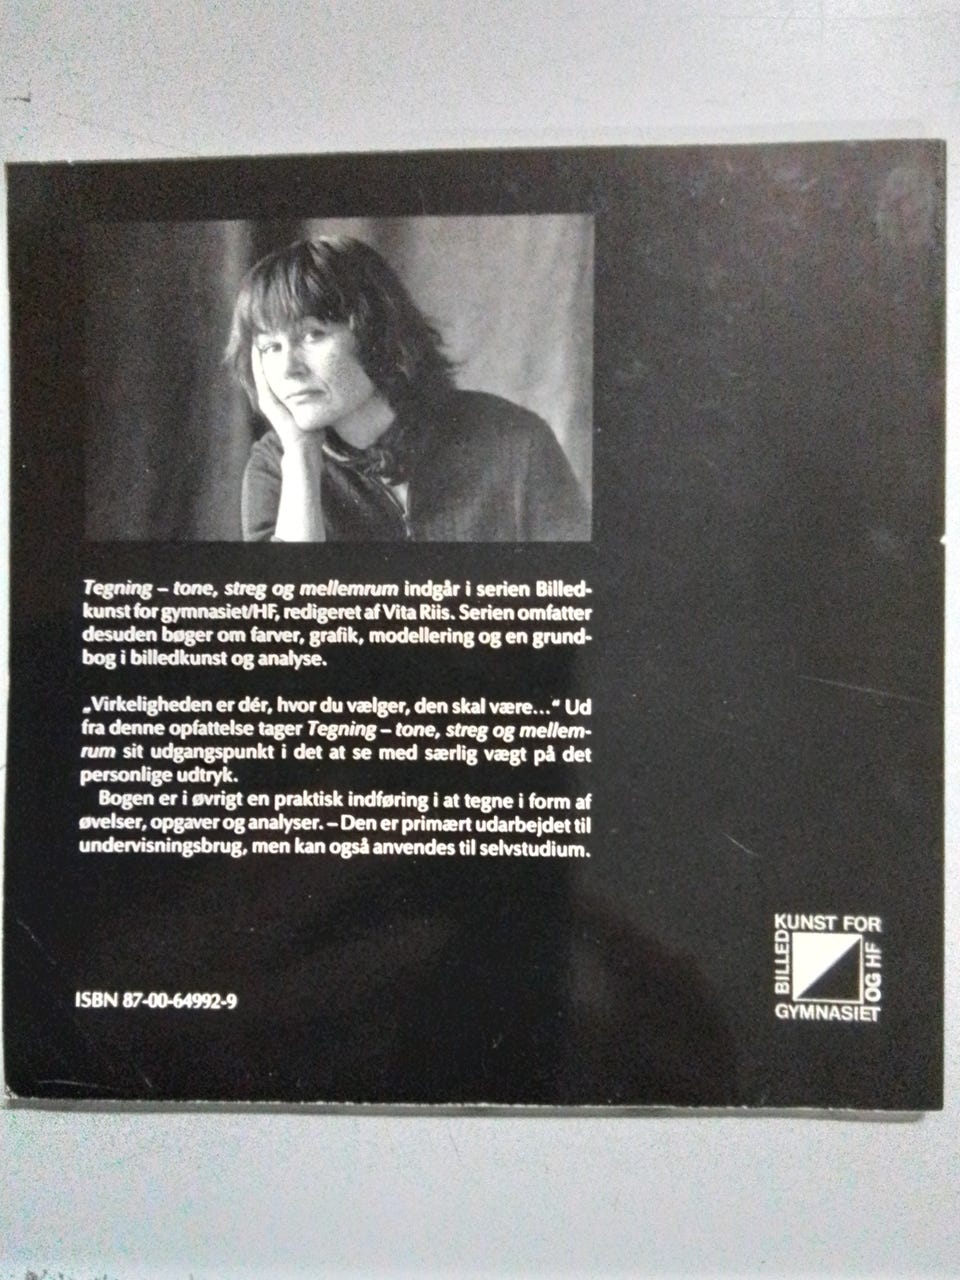 Tegning – tone, streg og mellemrum indgår i serien Billed-
kunst for gymnasiet/HF, redigeret af Vita Riis. Serien omfatter
desuden bøger om farver, grafik, modellering og en grund-
bog i billedkunst og analyse.
„Virkeligheden er dér, hvor du vælger, den skal være...“ Ud
fra denne opfattelse tager Tegning – tone, streg og mellem-
rum sit udgangspunkt i det at se med særlig vægt på det
personlige udtryk.
Bogen er i øvrigt en praktisk indføring i at tegne i form af
øvelser, opgaver og analyser. – Den er primært udarbejdet til
undervisningsbrug, men kan også anvendes til selvstudium.
ISBN 87-00-64992-9
BILLED
KUNST FOR
GYMNASIET
OG HF